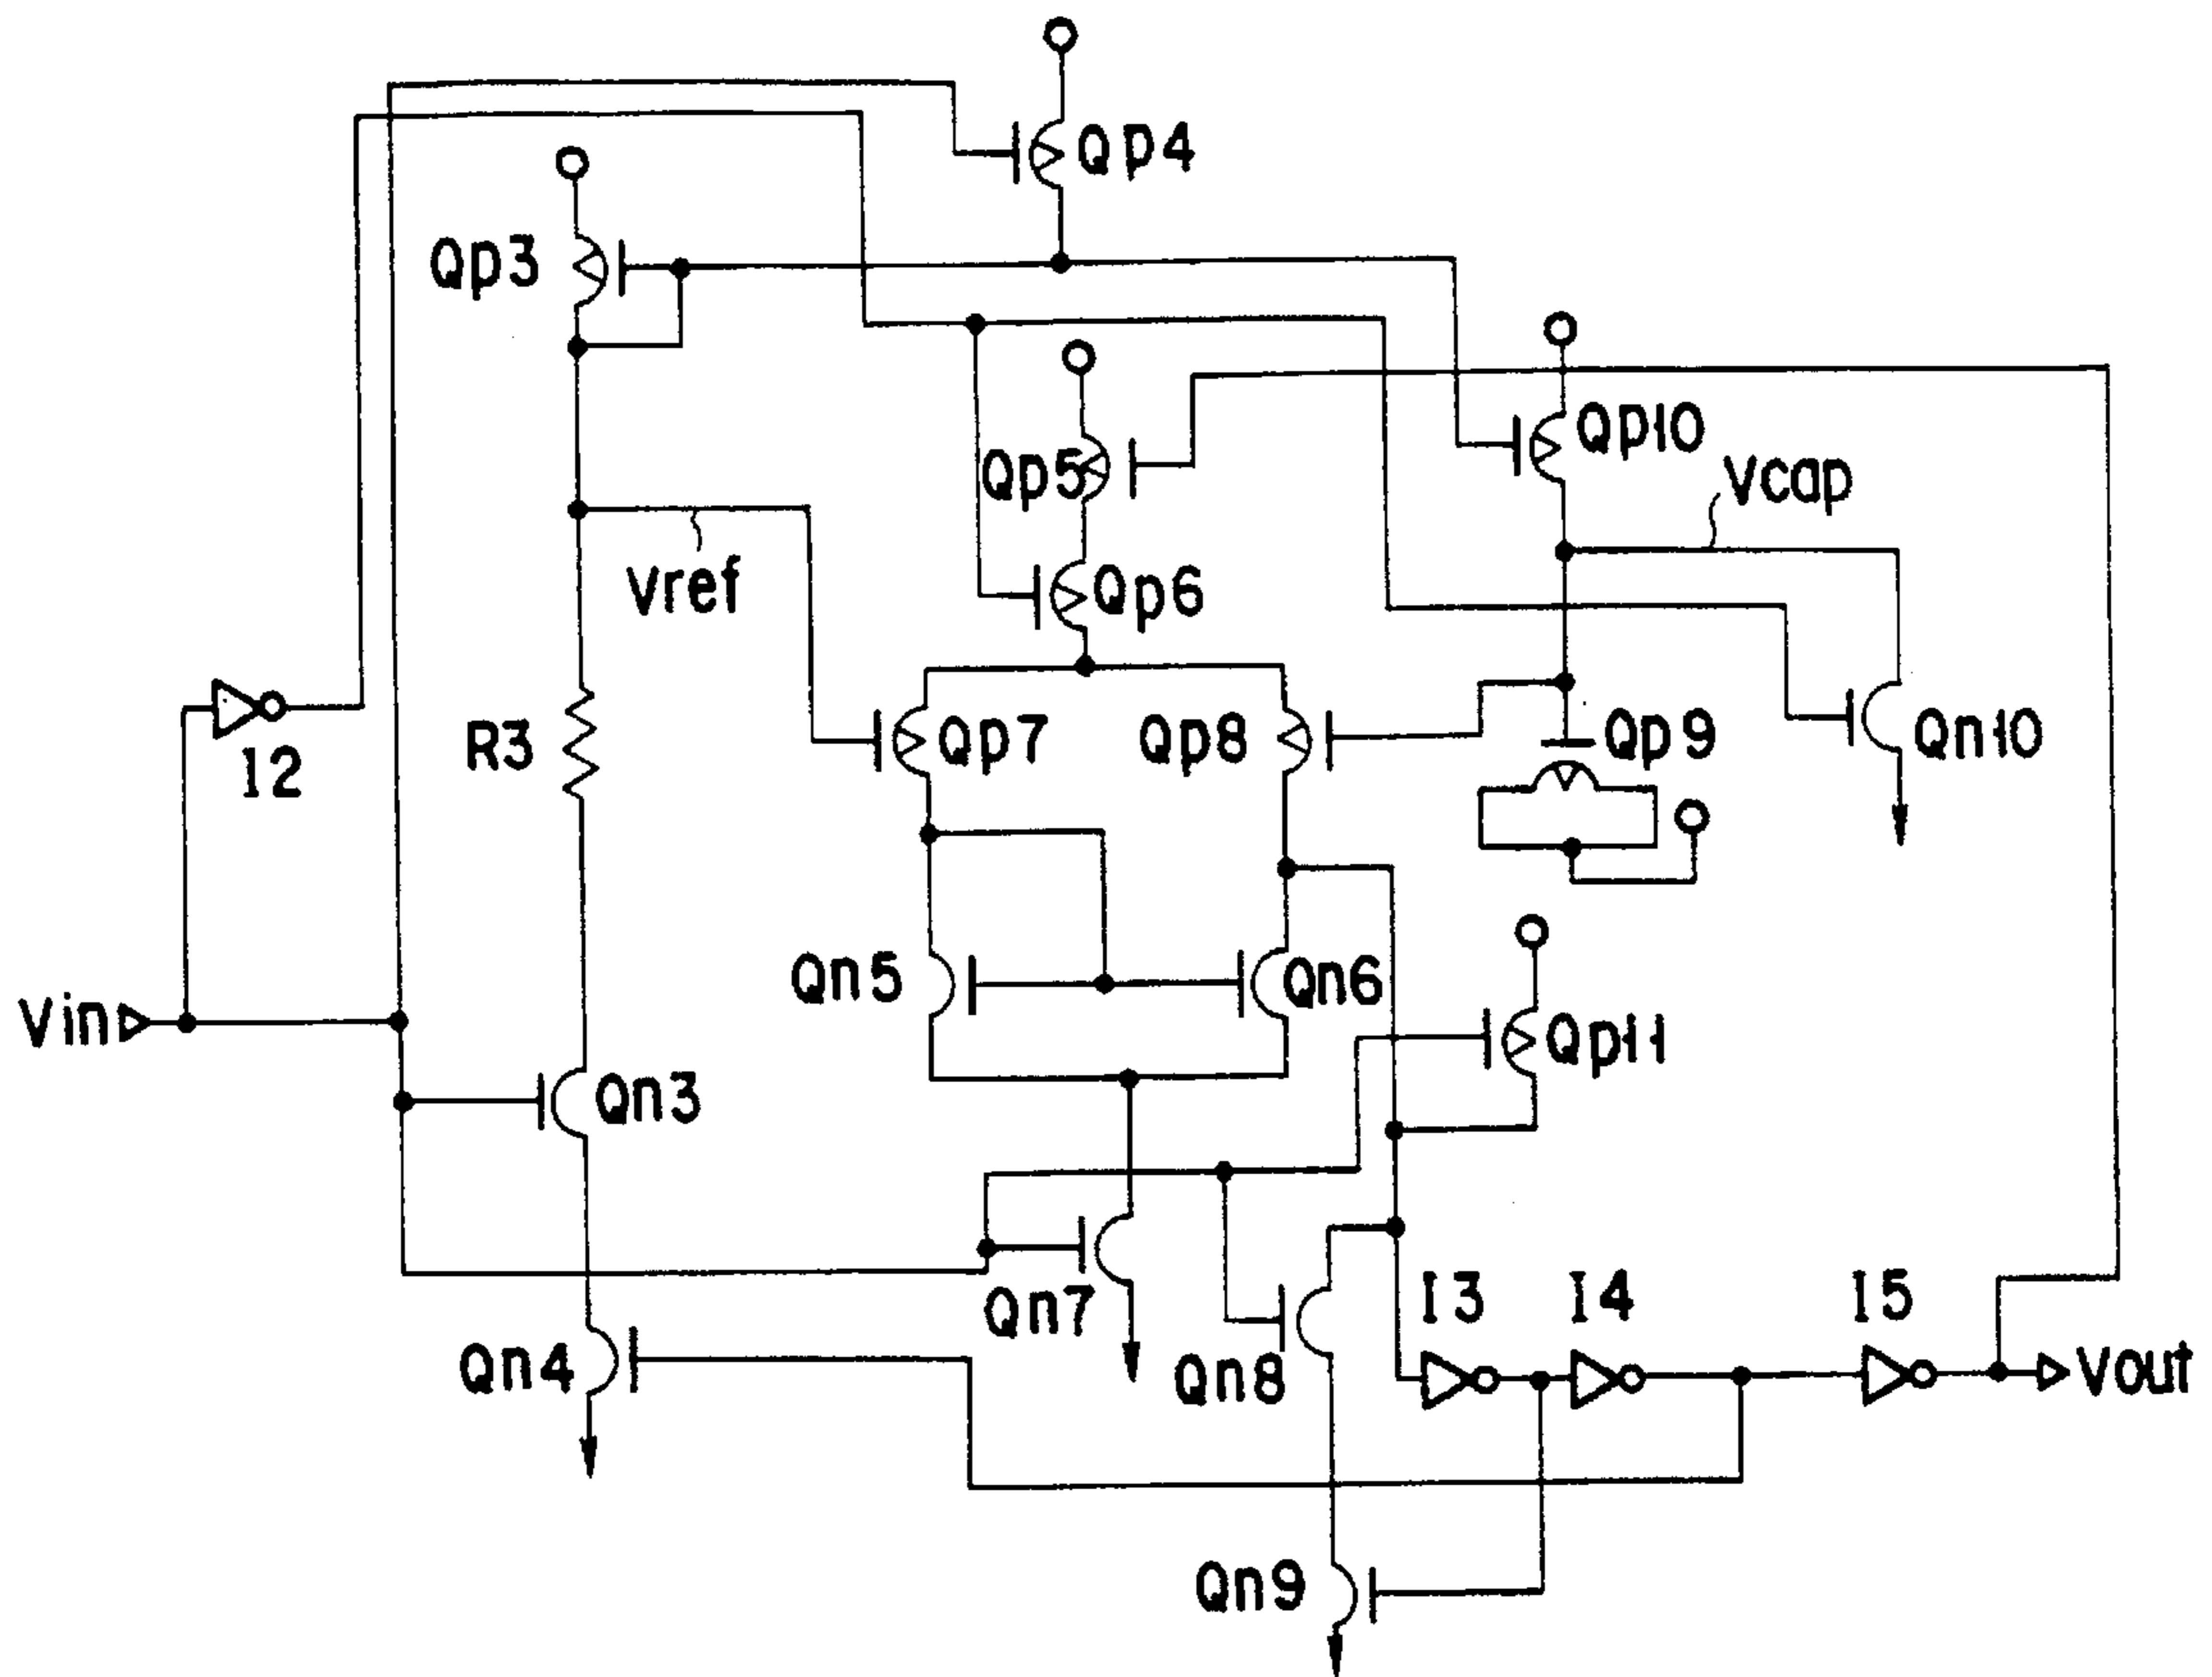 Qp4
Qp3
Qp10
Qp5
Vcap
Vref
Qp6
R3
Qp7
Qp8
Qp9
Qn10
I2
Qn5
Qn6
Vin
Qp11
Qn3
Qn7
I3
I4
I5
Qn4
Qn8
Vout
Qn9